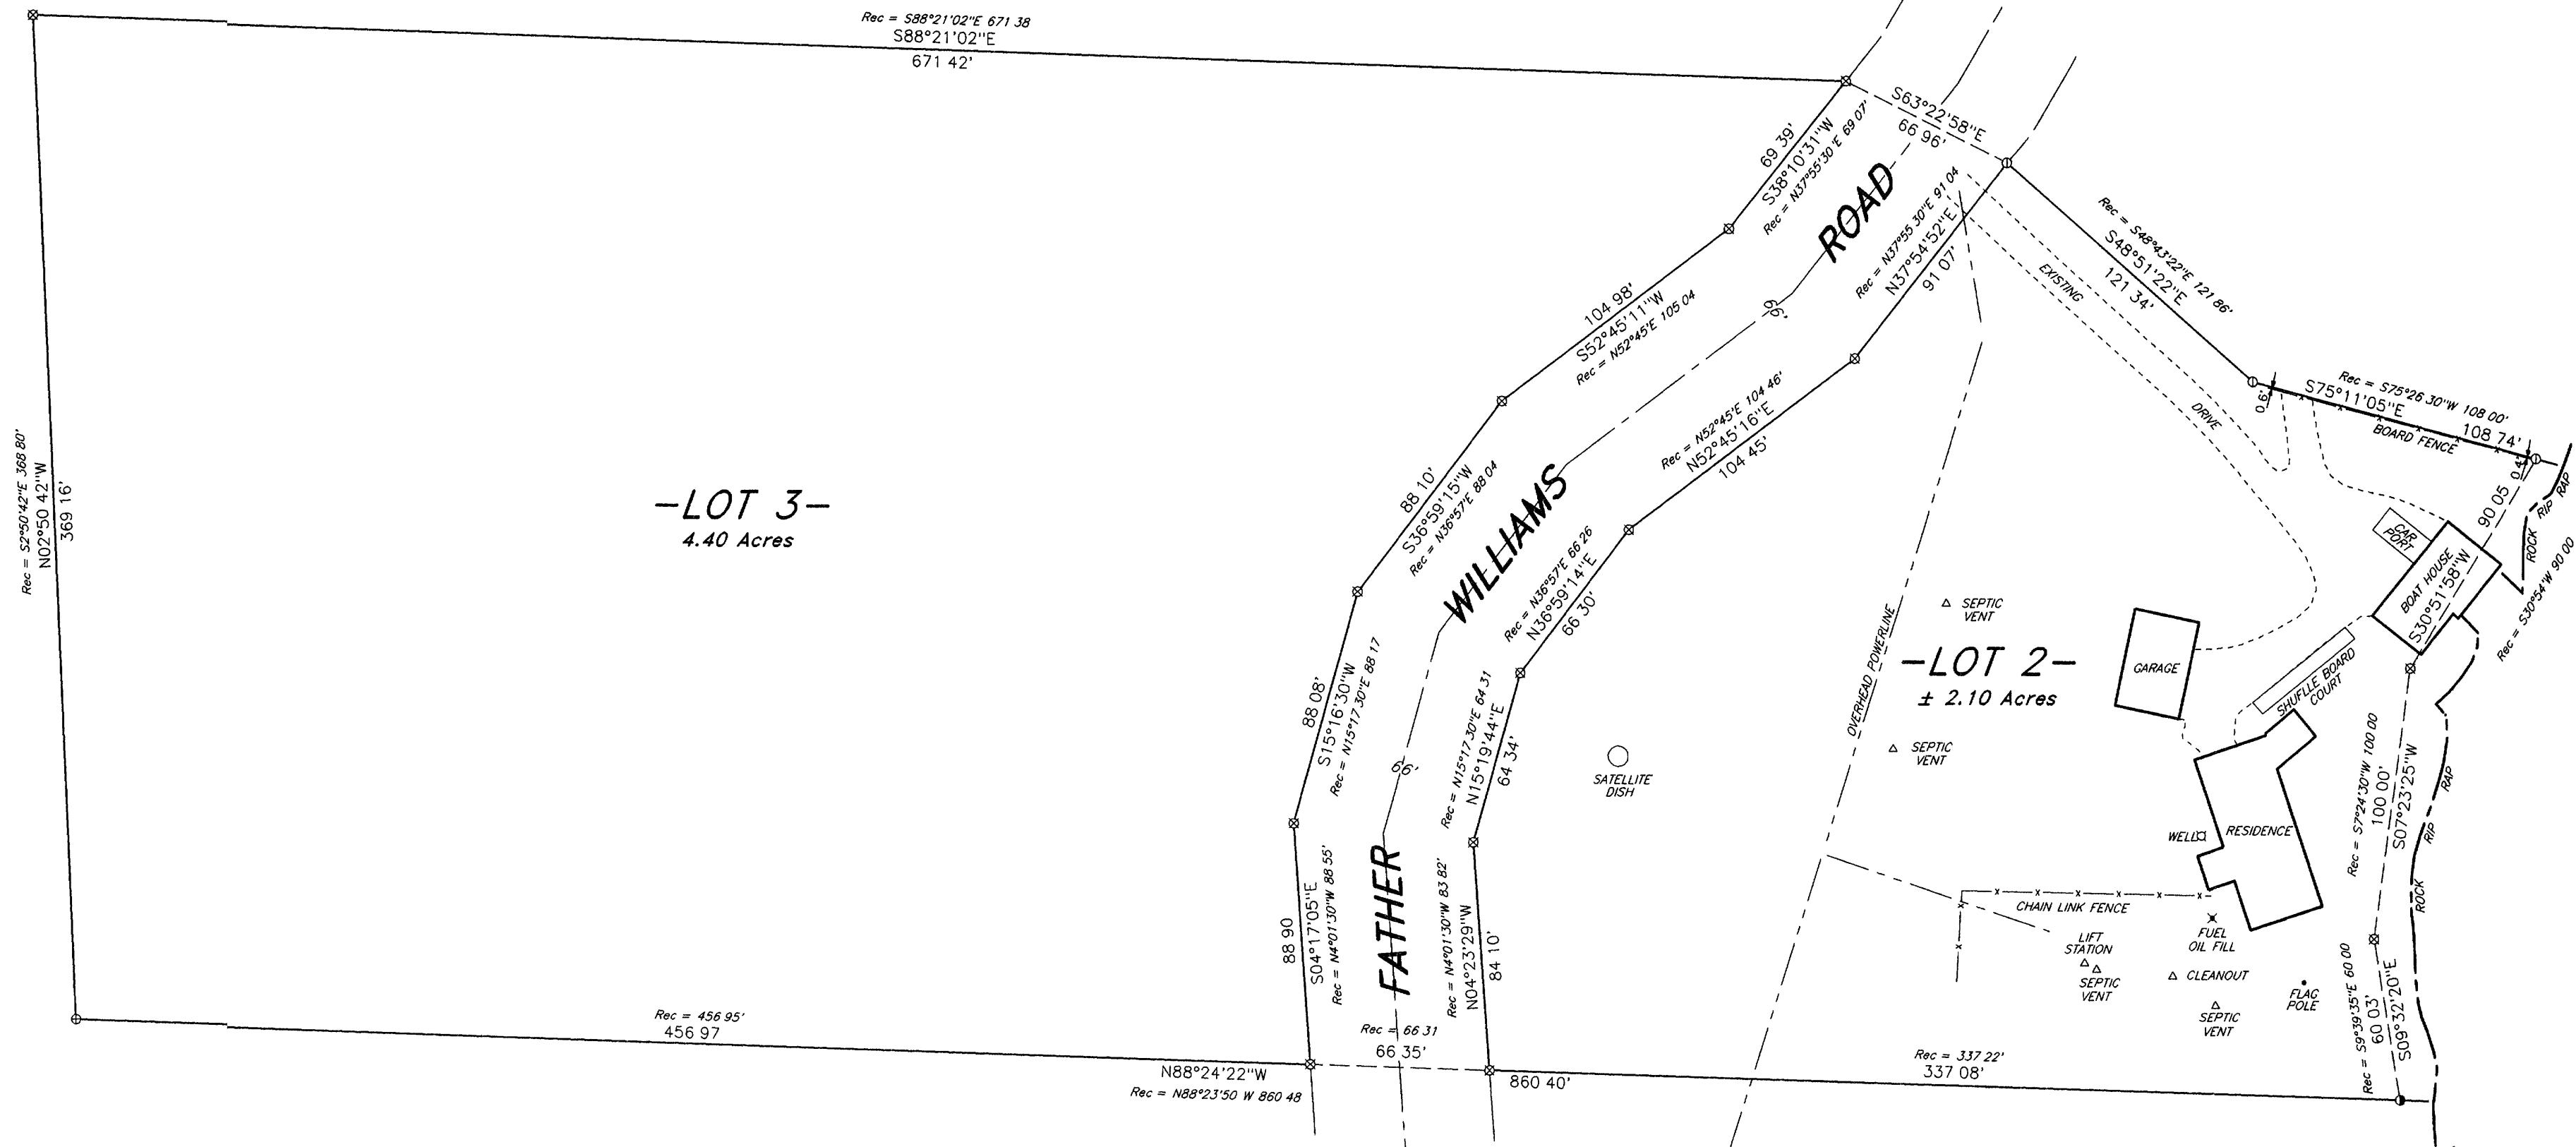 Rec = S88°21'02"E 671 38
S88°21'02"E
671 42'
Rec = S2°50'42"E 368 80'
N02°50 42"W
369 16'
-LOT 3-
4.40 Acres
Rec = 456 95'
456 97
N88°24'22"W
Rec = N88°23'50 W 860 48
860 40'
Rec = 66 31
66 35'
Rec = 337 22'
337 08'
69 39'
S38°10'31"W
Rec = N37°55'30'E 69 07'
104 98'
S52°45'11"W
Rec = N52°45'E 105 04
88 10'
S36°59'15"W
Rec = N36°57'E 88 04
88 08'
S15°16'30"W
Rec = N15°17'30"E 88 17
88 90
S04°17'05"E
Rec = N4°01'30"W 88 55'
FATHER
WILLIAMS
ROAD
66'
66'
S63°22'58"E
66 96'
Rec = N37°55 30"E 91 04
N37°54'52"E
91 07'
Rec = N52°45'E 104 46'
N52°45'16"E
104 45'
Rec = N36°57'E 66 26
N36°59'14"E
66 30'
Rec = N15°17'30"E 64 31
N15°19'44"E
64 34'
Rec = N4°01'30"W 83 82'
N04°23'29"W
84 10'
Rec = S48°43'22"E 121 86'
S48°51'22"E
121 34'
EXISTING
DRIVE
Rec = S75°26 30"W 108 00'
S75°11'05"E
108 74'
BOARD FENCE
0 6'
0 4'
90 05
S30°51'58"W
Rec = S30°54'W 90 00
ROCK
RIP RAP
CAR
PORT
BOAT HOUSE
SEPTIC
VENT
OVERHEAD POWERLINE
-LOT 2-
± 2.10 Acres
GARAGE
SHUFLLE BOARD
COURT
SEPTIC
VENT
SATELLITE
DISH
WELL
RESIDENCE
Rec = S7°24'30"W 100 00
100 00'
S07°23'25"W
ROCK
RIP
RAP
CHAIN LINK FENCE
LIFT
STATION
SEPTIC
VENT
FUEL
OIL FILL
CLEANOUT
SEPTIC
VENT
FLAG
POLE
Rec = S9°39'35"E 60 00
60 03'
S09°32'20"E